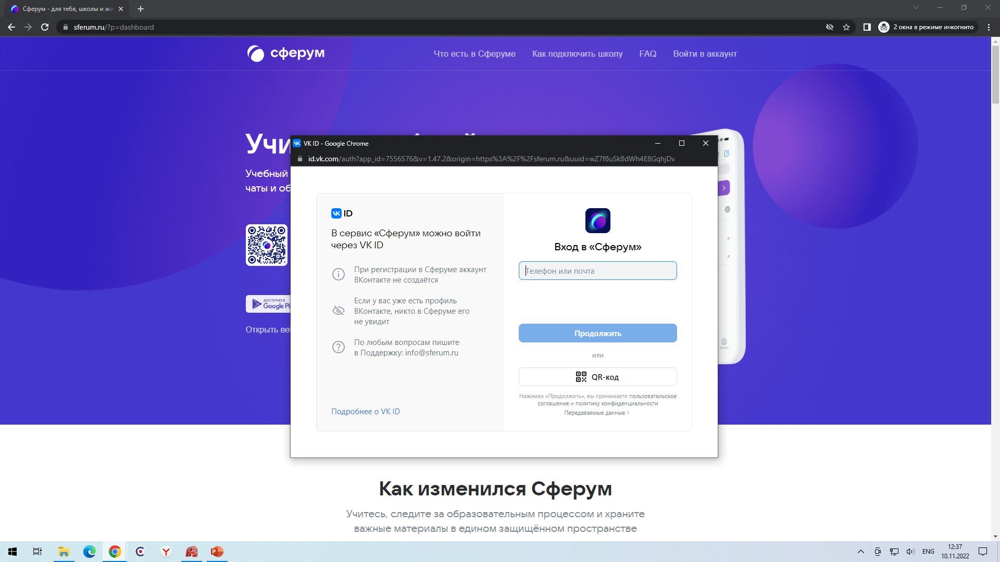 Сферум - для тебя, школы и жи
sferum.ru/?p=dashboard
2 окна в режиме инкогнито
сферум
Что есть в Сферуме
Как подключить школу
FAQ
Войти в аккаунт
Учи
Учебный
чаты и об
ДОСТУПНО В
Google Pl
Открыть ве
VK ID - Google Chrome
id.vk.com/auth?app_id=7556576&v=1.47.2&origin=https%3A%2F%2Fsferum.ru&uuid=wZ7f8uSk8dWh4E8GqhjDv
VK ID
В сервис «Сферум» можно войти
через VK ID
При регистрации в Сферуме аккаунт
ВКонтакте не создаётся
Если у вас уже есть профиль
ВКонтакте, никто в Сферуме его
не увидит
По любым вопросам пишите
в Поддержку: info@sferum.ru
Подробнее о VK ID
Вход в «Сферум»
Телефон или почта
Продолжить
или
QR-код
Нажимая «Продолжить», вы принимаете пользовательское
соглашение и политику конфиденциальности
Передаваемые данные
Как изменился Сферум
Учитесь, следите за образовательным процессом и храните
важные материалы в едином защищённом пространстве
ENG
12:37
10.11.2022